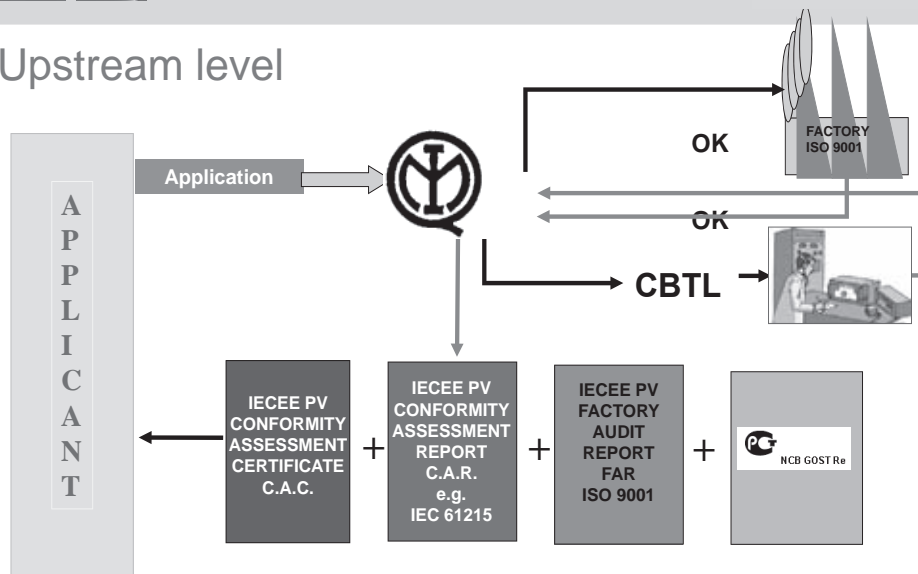 Upstream level
APPLICANT
Application
OK
FACTORY
ISO 9001
OK
CBTL
IECEE PV
CONFORMITY
ASSESSMENT
CERTIFICATE
C.A.C.
+
IECEE PV
CONFORMITY
ASSESSMENT
REPORT
C.A.R.
e.g.
IEC 61215
+
IECEE PV
FACTORY
AUDIT
REPORT
FAR
ISO 9001
+
NCB GOST Re